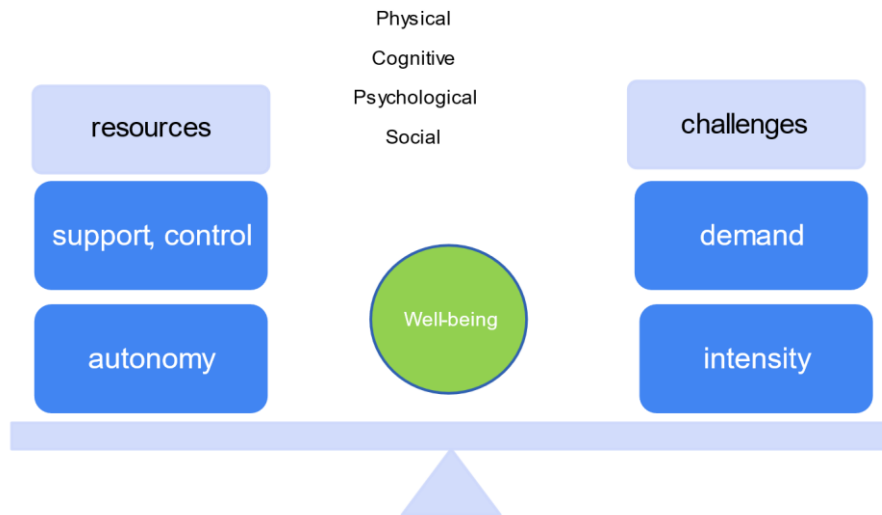 Physical
Cognitive
Psychological
Social
resources
support, control
autonomy
Well-being
challenges
demand
intensity